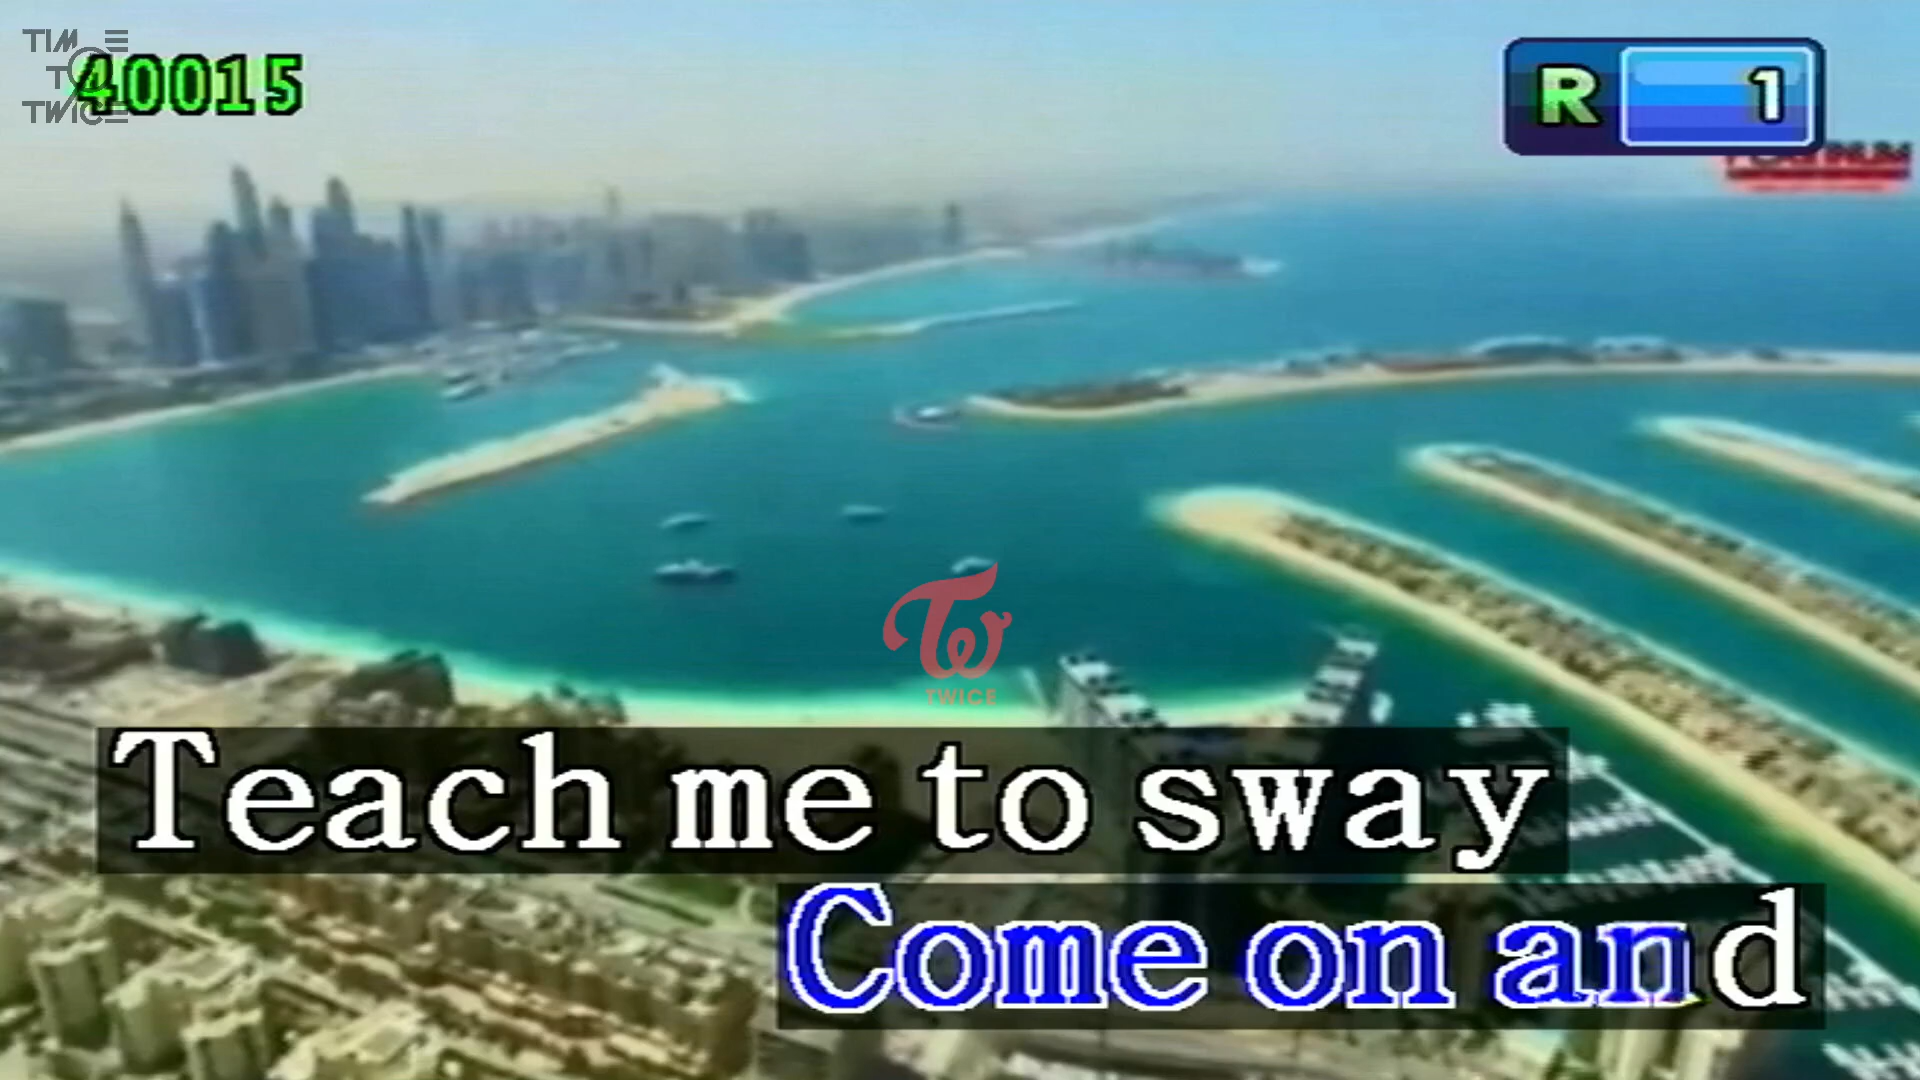 TIME
TO
TWICE
40015
R 1
TWICE
Teach me to sway
Come on and